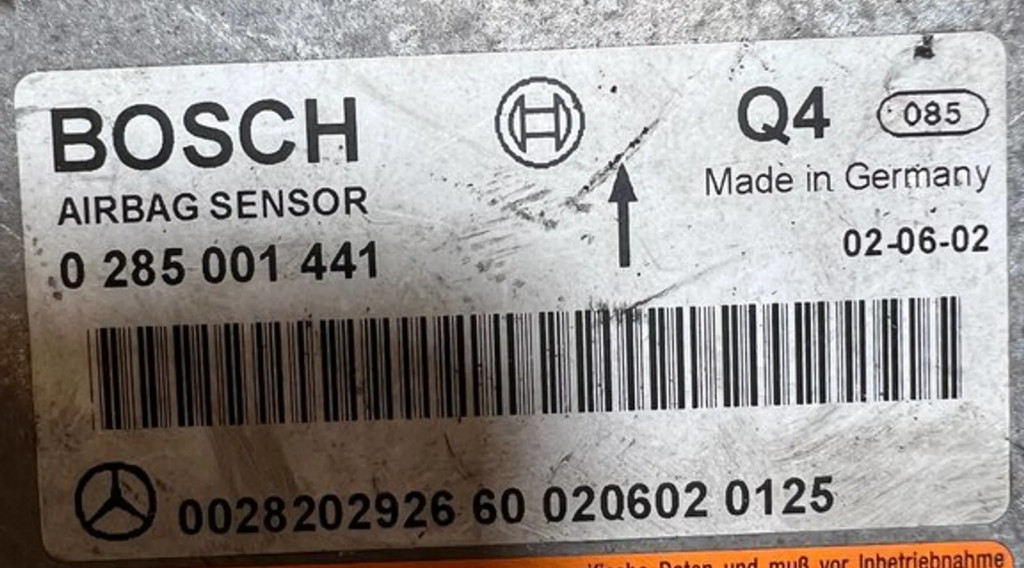 BOSCH
Q4 085
AIRBAG SENSOR
Made in Germany
0 285 001 441
02-06-02
0028202926 60 020602 0125
Daten und muß vor Inbetriebnahme